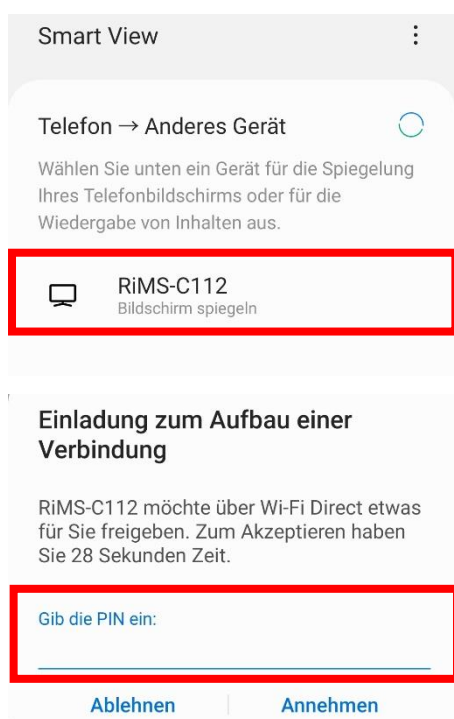 Smart View
Telefon → Anderes Gerät
Wählen Sie unten ein Gerät für die Spiegelung
Ihres Telefonbildschirms oder für die
Wiedergabe von Inhalten aus.
RiMS-C112
Bildschirm spiegeln
Einladung zum Aufbau einer
Verbindung
RiMS-C112 möchte über Wi-Fi Direct etwas
für Sie freigeben. Zum Akzeptieren haben
Sie 28 Sekunden Zeit.
Gib die PIN ein:
Ablehnen Annehmen